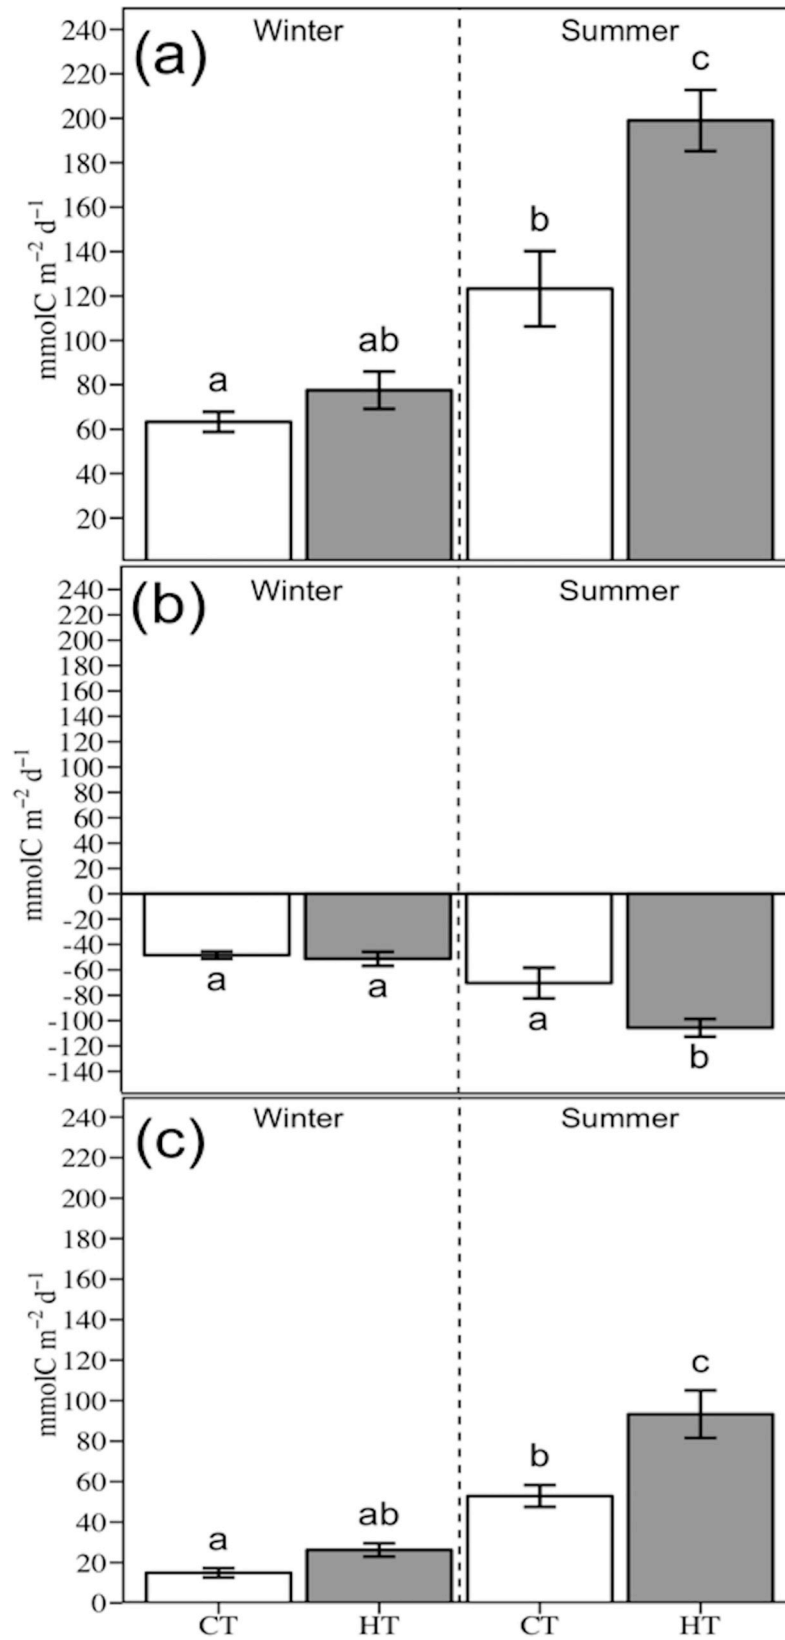 (a)
Winter Summer
240
220
200
180
160
140
120
100
80
60
40
20
mmolC m⁻² d⁻¹
a
ab
b
c
(b)
Winter Summer
240
220
200
180
160
140
120
100
80
60
40
20
0
-20
-40
-60
-80
-100
-120
-140
mmolC m⁻² d⁻¹
a
a
a
b
(c)
Winter Summer
240
220
200
180
160
140
120
100
80
60
40
20
0
mmolC m⁻² d⁻¹
a
ab
b
c
CT HT CT HT